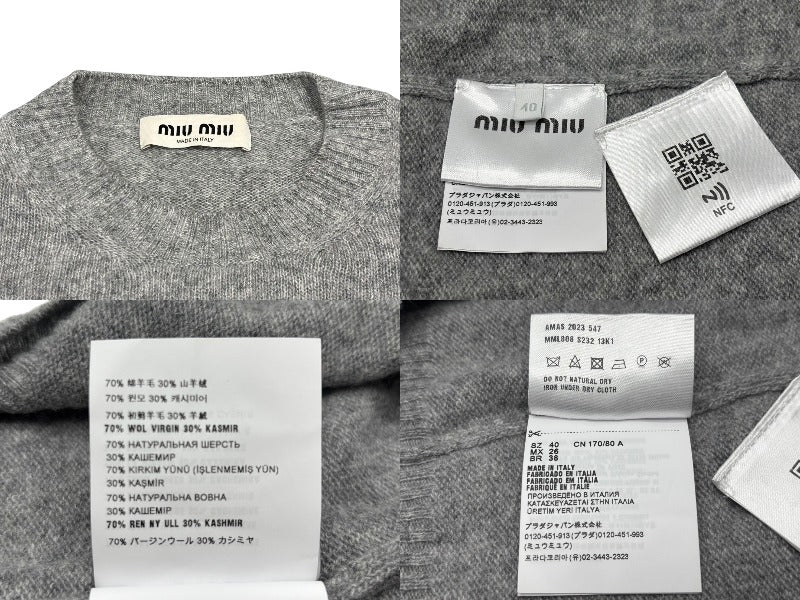 miu miu
MADE IN ITALY
40
miu miu
プラダジャパン株式会社
0120-451-913(プラダ)0120-451-993
(ミュウミュウ)
프라다코리아(유)02-3443-2323
NFC
70% 绵羊毛 30% 山羊绒
70% 윈모 30% 캐시미어
70% 初剪羊毛 30% 羊絨
70% WOL VIRGIN 30% KASMIR
70% НАТУРАЛЬНАЯ ШЕРСТЬ
30% КАШЕМИР
70% KIRKIM YÜNÜ (İŞLENMEMİŞ YÜN)
30% KAŞMİR
70% НАТУРАЛЬНА ВОВНА
30% КАШЕМІР
70% REN NY ULL 30% KASHMIR
70% バージンウール 30% カシミヤ
AMAS 2023 547
MML808 S232 13K1
DO NOT NATURAL DRY
IRON UNDER DRY CLOTH
SZ 40 CN 170/80 A
MX 26
BR 38
MADE IN ITALY
FABRICADO EN ITALIA
FABRICADO EM ITÁLIA
FABRIQUÉ EN ITALIE
ПРОИЗВЕДЕНО В ИТАЛИЯ
ΚΑΤΑΣΚΕΥΑΖΕΤΑΙ ΣΤΗΝ ΙΤΑΛΙΑ
ÜRETİM YERİ İTALYA
プラダジャパン株式会社
0120-451-913(プラダ)0120-451-993
(ミュウミュウ)
프라다코리아(유)02-3443-2323